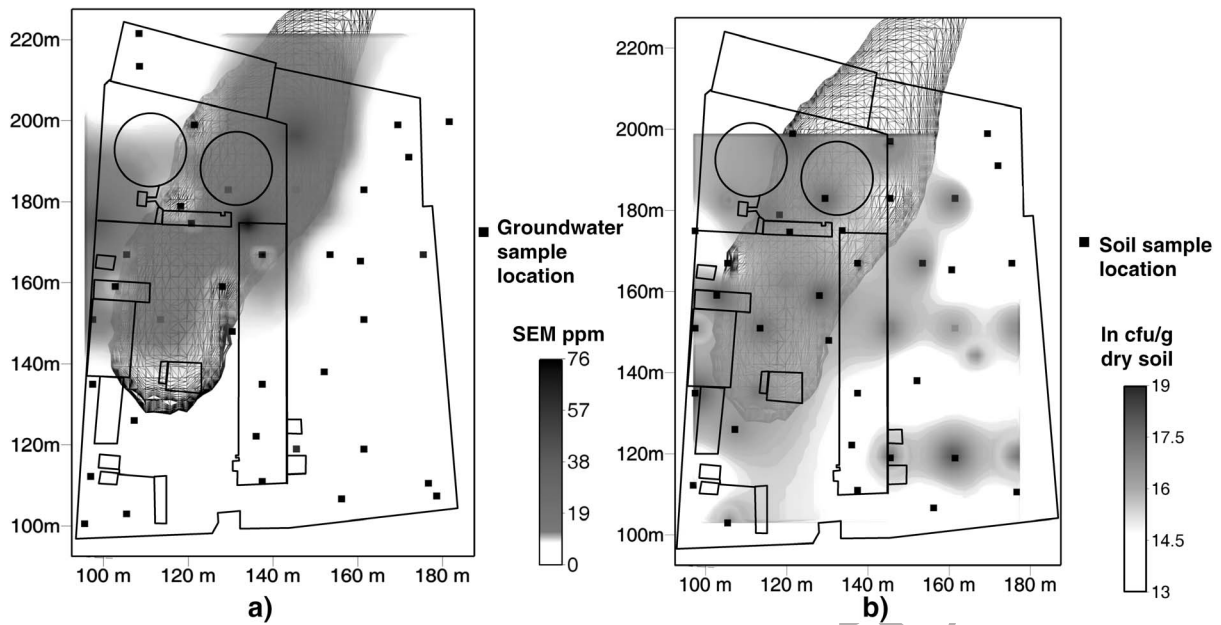 220m
200m
180m
160m
140m
120m
100m
100 m 120 m 140 m 160 m 180 m
a)
Groundwater
sample
location
SEM ppm
76
57
38
19
0
220m
200m
180m
160m
140m
120m
100m
100 m 120 m 140 m 160 m 180 m
b)
Soil sample
location
ln cfu/g
dry soil
19
17.5
16
14.5
13